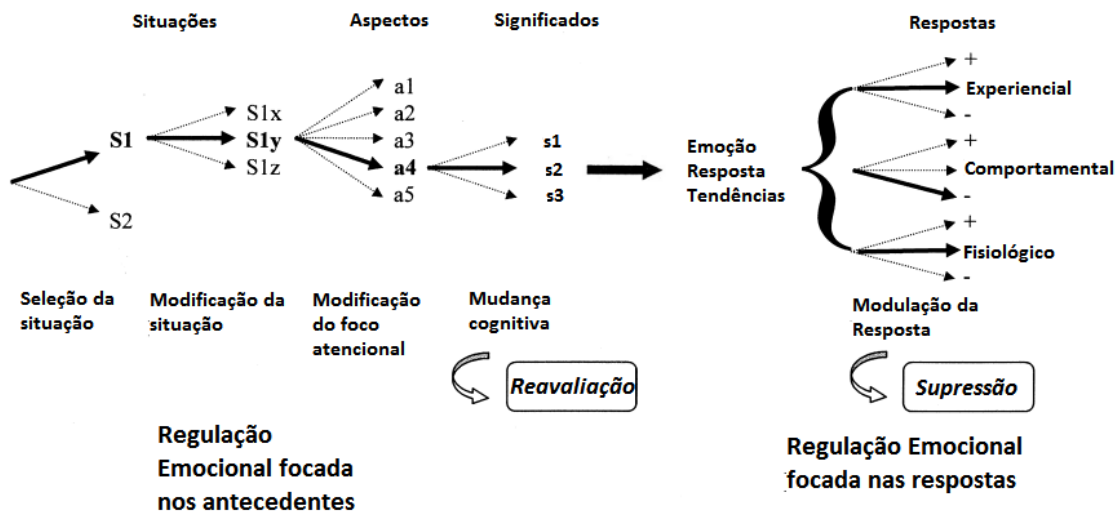 Situações
Aspectos
Significados
Respostas
S1
S2
S1x
S1y
S1z
a1
a2
a3
a4
a5
s1
s2
s3
Emoção
Resposta
Tendências
+
Experiencial
-
+
Comportamental
-
+
Fisiológico
-
Seleção da
situação
Modificação da
situação
Modificação
do foco
atencional
Mudança
cognitiva
Modulação da
Resposta
Reavaliação
Supressão
Regulação
Emocional focada
nos antecedentes
Regulação Emocional
focada nas respostas